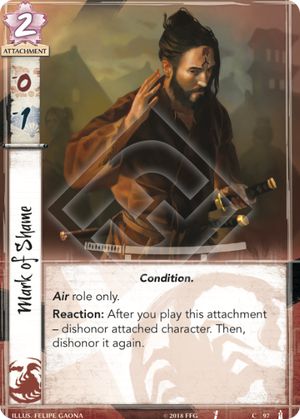 2
ATTACHMENT
0
-1
Mark of Shame
Condition.
Air role only.
Reaction: After you play this attachment
– dishonor attached character. Then,
dishonor it again.
ILLUS. FELIPE GAONA
© 2018 FFG
C 97